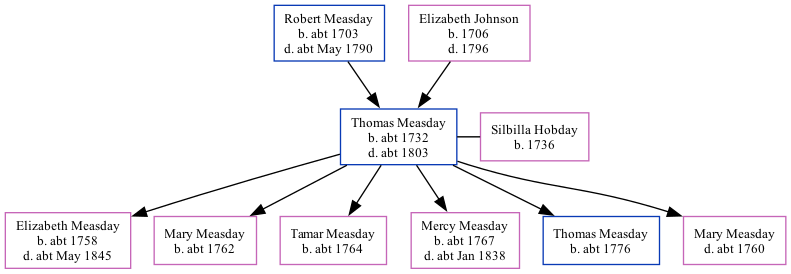 Robert Measday
b. abt 1703
d. abt May 1790
Elizabeth Johnson
b. 1706
d. 1796
Thomas Measday
b. abt 1732
d. abt 1803
Silbilla Hobday
b. 1736
Elizabeth Measday
b. abt 1758
d. abt May 1845
Mary Measday
b. abt 1762
Tamar Measday
b. abt 1764
Mercy Measday
b. abt 1767
d. abt Jan 1838
Thomas Measday
b. abt 1776
Mary Measday
d. abt 1760